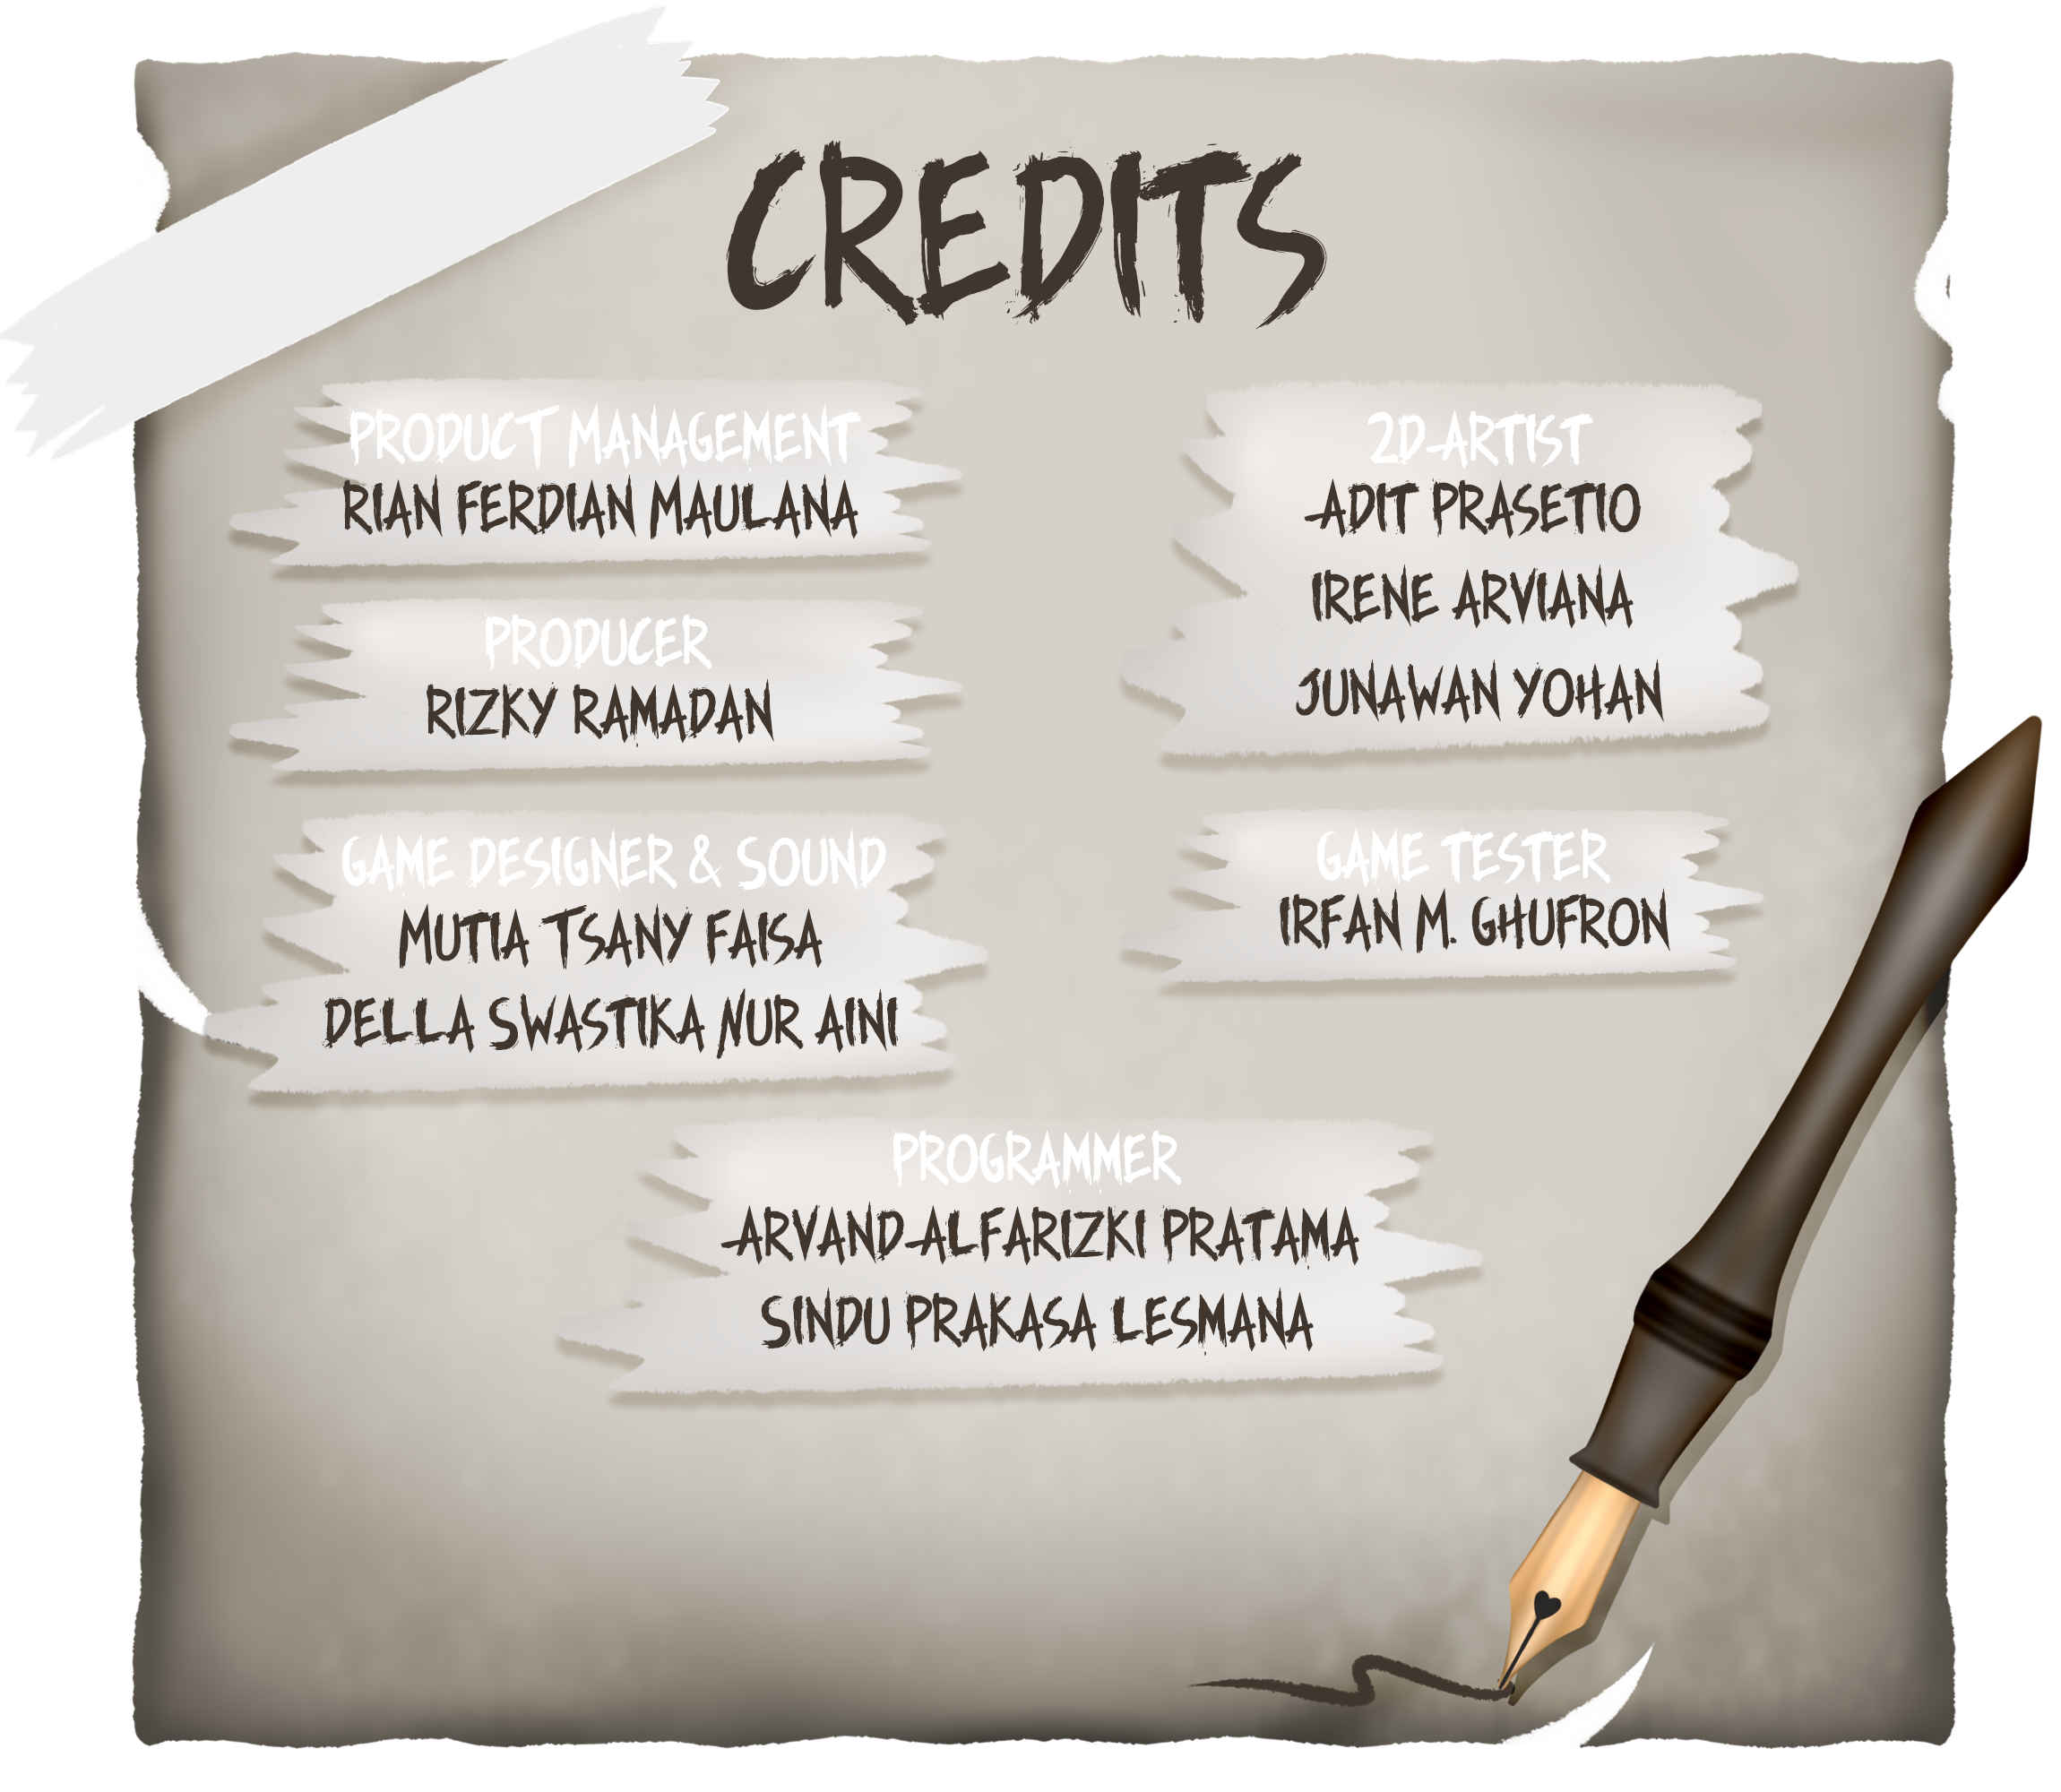 CREDITS
PRODUCT MANAGEMENT
RIAN FERDIAN MAULANA
PRODUCER
RIZKY RAMADAN
GAME DESIGNER & SOUND
MUTIA TSANY FAISA
DELLA SWASTIKA NUR AINI
2D ARTIST
ADIT PRASETIO
IRENE ARVIANA
JUNAWAN YOHAN
GAME TESTER
IRFAN M. GHUFRON
PROGRAMMER
ARVAND ALFARIZKI PRATAMA
SINDU PRAKASA LESMANA